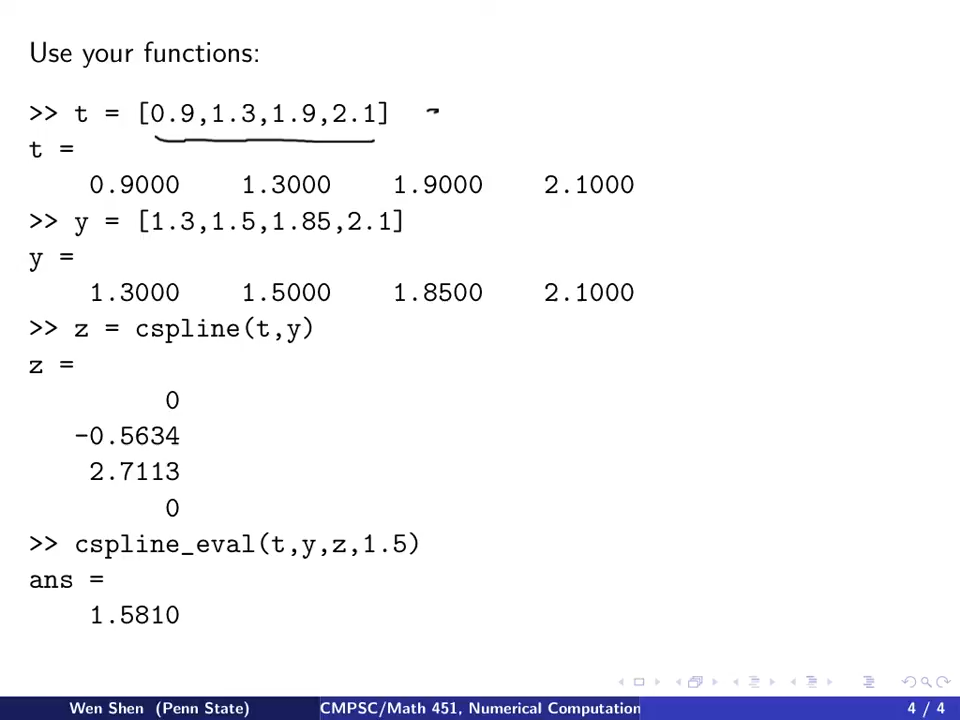 Use your functions:
>> t = [0.9,1.3,1.9,2.1]
t =
0.9000 1.3000 1.9000 2.1000
>> y = [1.3,1.5,1.85,2.1]
y =
1.3000 1.5000 1.8500 2.1000
>> z = cspline(t,y)
z =
0
-0.5634
2.7113
0
>> cspline_eval(t,y,z,1.5)
ans =
1.5810
Wen Shen (Penn State) CMPSC/Math 451, Numerical Computation 4 / 4